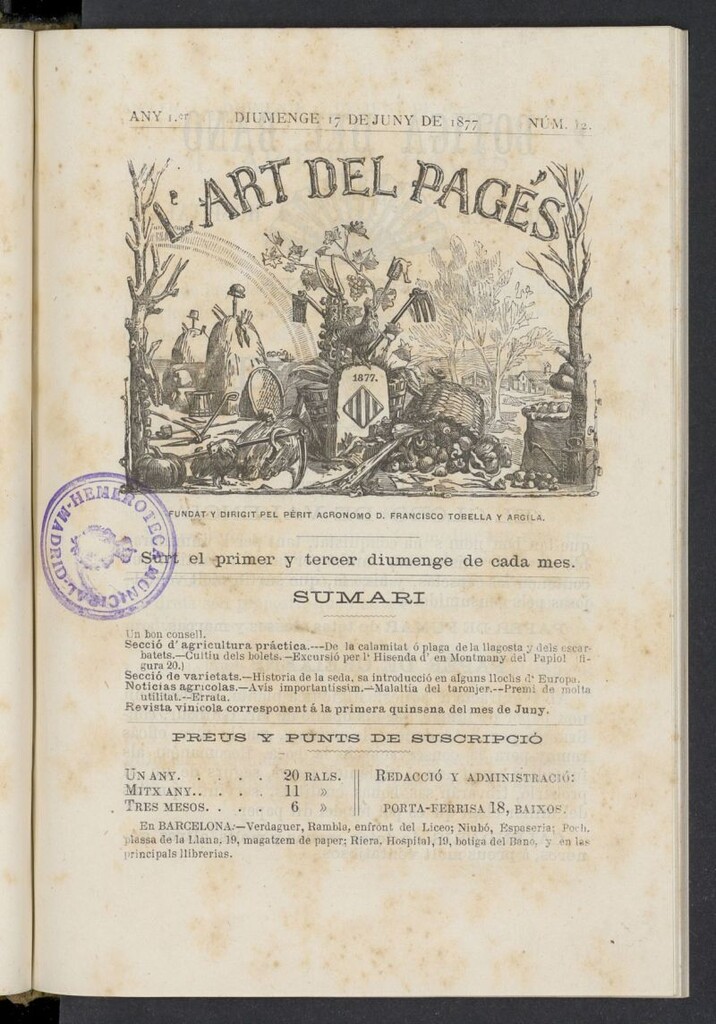 ANY 1.er DIUMENGE 17 DE JUNY DE 1877 NÚM. 12.
L'ART DEL PAGÉS
1877.
FUNDAT Y DIRIGIT PEL PÉRIT AGRONOMO D. FRANCISCO TOBELLA Y ARGILA.
HEMEROTECA MUNICIPAL-MADRID-
Surt el primer y tercer diumenge de cada mes.
SUMARI
Un bon consell.
Secció d' agricultura práctica.—De la calamitat ó plaga de la llagosta y dels escar-
batets.—Cultiu dels bolets.—Excursió per l' Hisenda d' en Montmany del Papiol (fi-
gura 20.)
Secció de varietats.—Historia de la seda, sa introducció en alguns llochs d' Europa.
Noticias agricolas.—Avis importantissim.—Malaltia del taronjer.—Premi de molta
utilitat.—Errata.
Revista vinícola corresponent á la primera quinsena del mes de Juny.
PREUS Y PUNTS DE SUSCRIPCIÓ
UN ANY. . . . . 20 RALS.
MITX ANY. . . . . 11 »
TRES MESOS. . . . 6 »
REDACCIÓ Y ADMINISTRACIÓ:
PORTA-FERRISA 18, BAIXOS.
En BARCELONA:—Verdaguer, Rambla, enfront del Liceo; Niubó, Espaseria; Poch,
plassa de la Llana, 19, magatzem de paper; Riera, Hospital, 19, botiga del Bano, y en las
principals llibrerias.